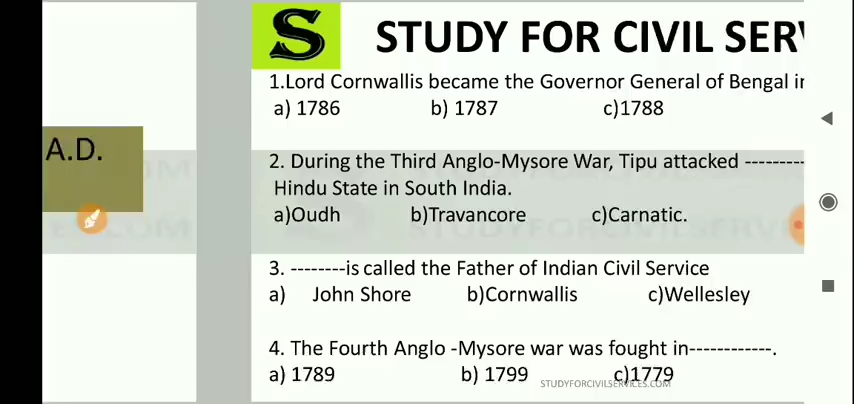 A.D.
S STUDY FOR CIVIL SER
1.Lord Cornwallis became the Governor General of Bengal in
a) 1786 b) 1787 c)1788
2. During the Third Anglo-Mysore War, Tipu attacked ---------
Hindu State in South India.
a)Oudh b)Travancore c)Carnatic.
3. --------is called the Father of Indian Civil Service
a) John Shore b)Cornwallis c)Wellesley
4. The Fourth Anglo -Mysore war was fought in------------.
a) 1789 b) 1799 c)1779
STUDYFORCIVILSERVICES.COM